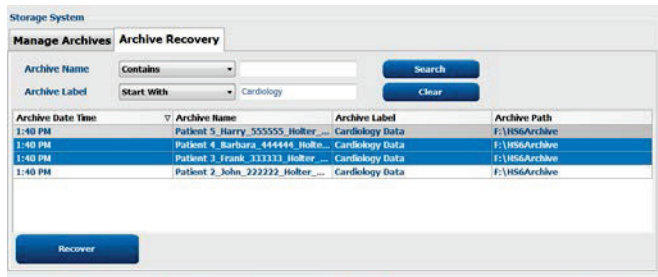 Storage System
Manage Archives Archive Recovery
Archive Name Contains Search
Archive Label Start With Cardiology Clear
Archive Date Time Archive Name Archive Label Archive Path
1:40 PM Patient 5_Harry_555555_Holter_... Cardiology Data F:\HS6Archive
1:40 PM Patient 4_Barbara_444444_Holte... Cardiology Data F:\HS6Archive
1:40 PM Patient 3_Frank_333333_Holter_... Cardiology Data F:\HS6Archive
1:40 PM Patient 2_John_222222_Holter_... Cardiology Data F:\HS6Archive
Recover